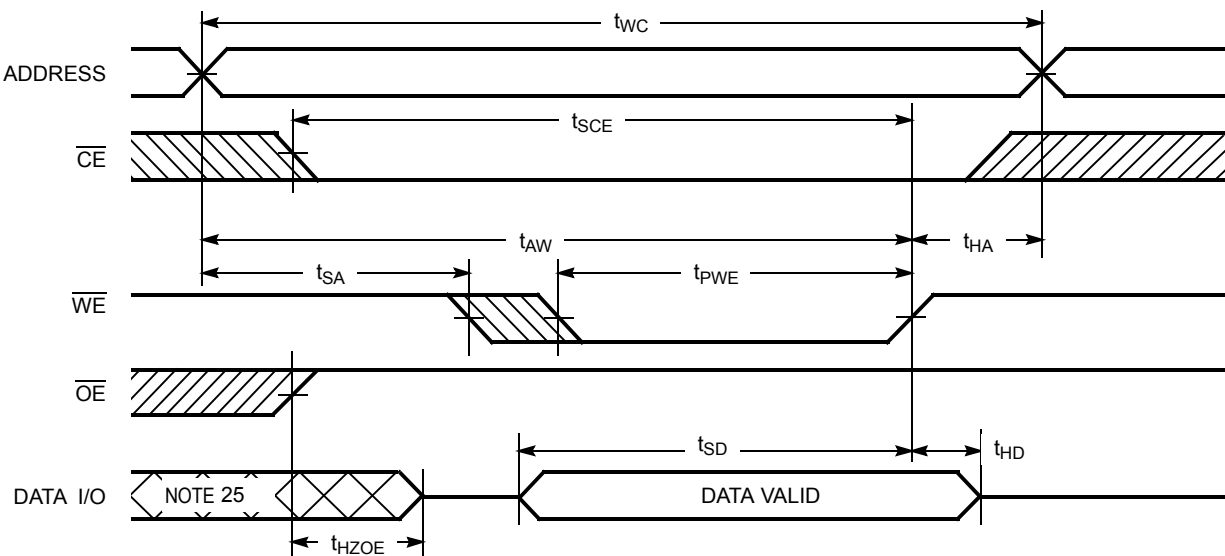 tWC
ADDRESS
tSCE
CE
tAW
tHA
tSA
tPWE
WE
OE
tSD
tHD
DATA I/O
NOTE 25
DATA VALID
tHZOE